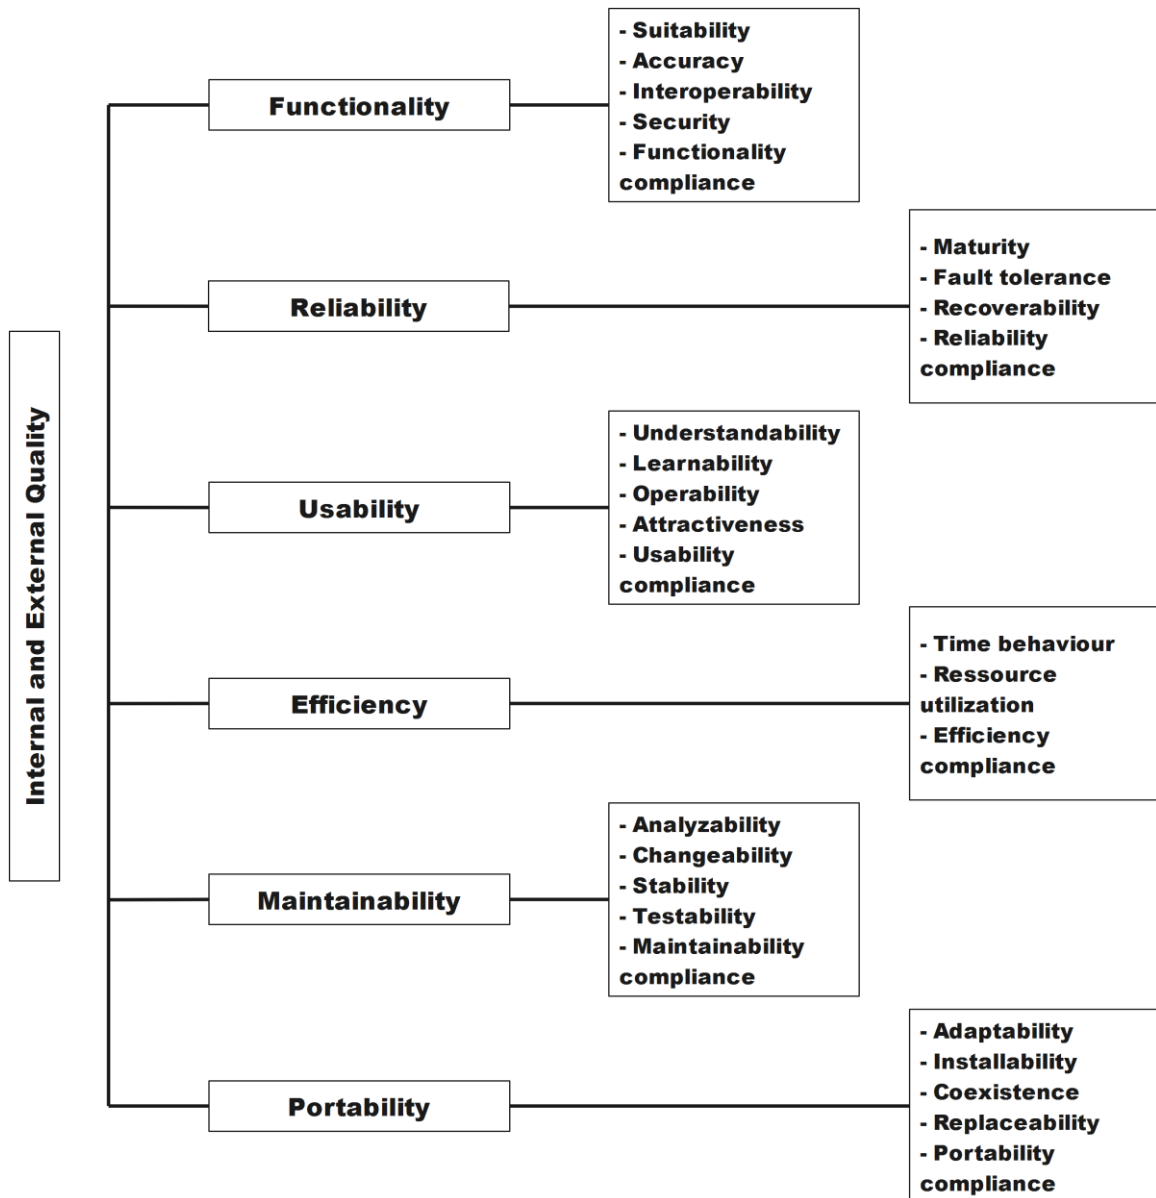 Internal and External Quality
Functionality
- Suitability
- Accuracy
- Interoperability
- Security
- Functionality
compliance
Reliability
- Maturity
- Fault tolerance
- Recoverability
- Reliability
compliance
Usability
- Understandability
- Learnability
- Operability
- Attractiveness
- Usability
compliance
Efficiency
- Time behaviour
- Ressource
utilization
- Efficiency
compliance
Maintainability
- Analyzability
- Changeability
- Stability
- Testability
- Maintainability
compliance
Portability
- Adaptability
- Installability
- Coexistence
- Replaceability
- Portability
compliance